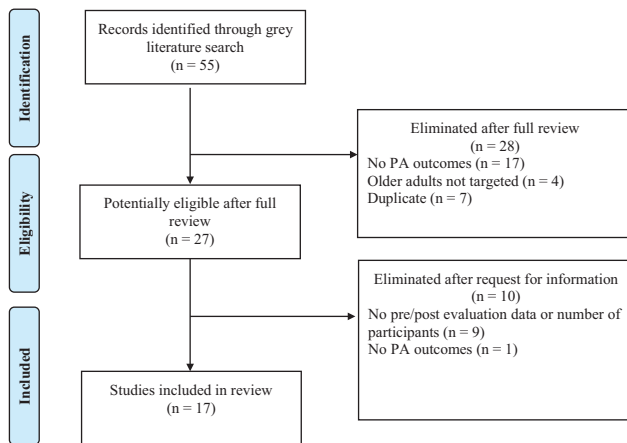 Identification
Records identified through grey
literature search
(n = 55)
Eliminated after full review
(n = 28)
No PA outcomes (n = 17)
Older adults not targeted (n = 4)
Duplicate (n = 7)
Eligibility
Potentially eligible after full
review
(n = 27)
Eliminated after request for information
(n = 10)
No pre/post evaluation data or number of
participants (n = 9)
No PA outcomes (n = 1)
Included
Studies included in review
(n = 17)